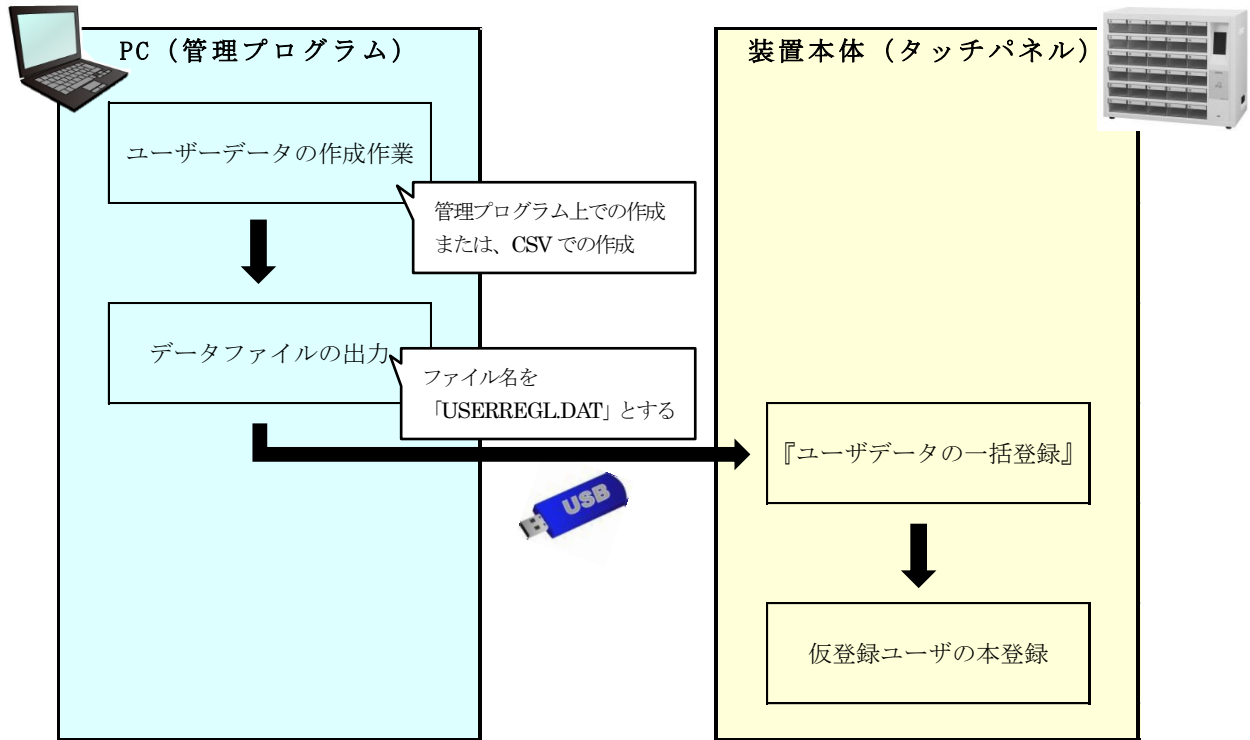 PC（管理プログラム）
ユーザーデータの作成作業
管理プログラム上での作成
または、CSV での作成
データファイルの出力
ファイル名を
「USERREGI.DAT」とする
USB
装置本体（タッチパネル）
『ユーザデータの一括登録』
仮登録ユーザの本登録